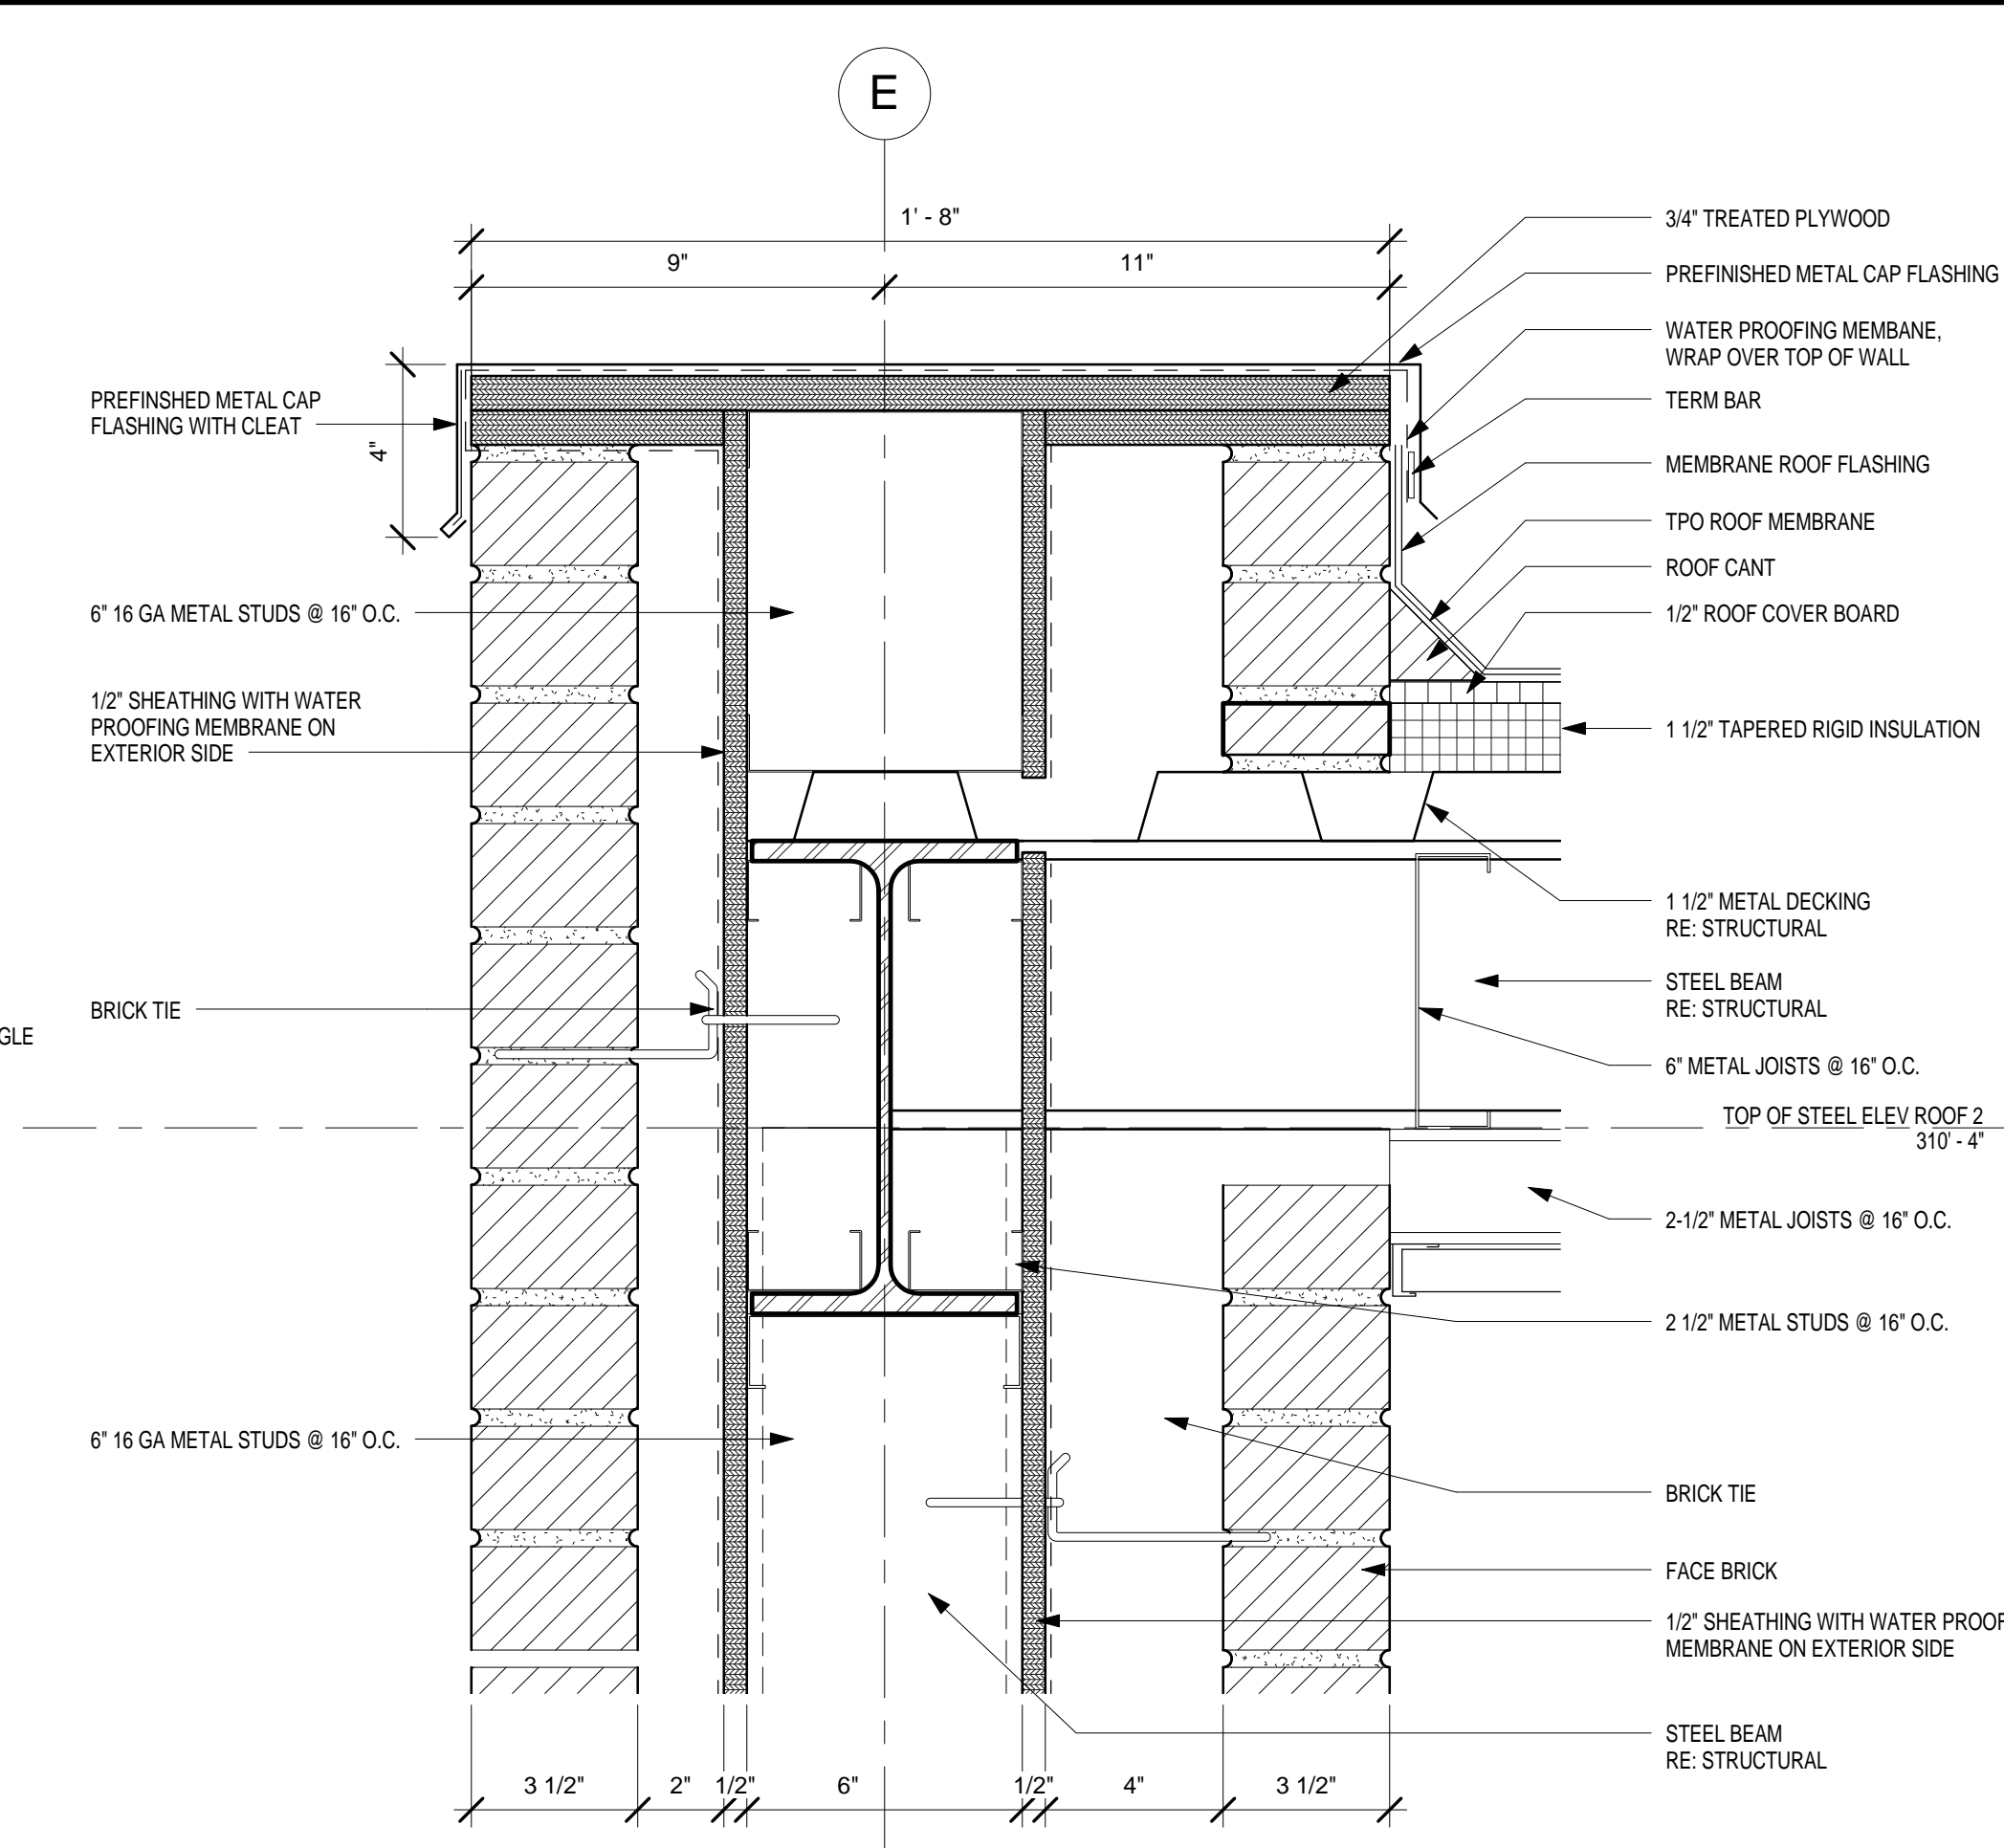 E
1' - 8"
9"
11"
4"
PREFINSHED METAL CAP
FLASHING WITH CLEAT
6" 16 GA METAL STUDS @ 16" O.C.
1/2" SHEATHING WITH WATER
PROOFING MEMBRANE ON
EXTERIOR SIDE
BRICK TIE
GLE
6" 16 GA METAL STUDS @ 16" O.C.
3/4" TREATED PLYWOOD
PREFINISHED METAL CAP FLASHING
WATER PROOFING MEMBANE,
WRAP OVER TOP OF WALL
TERM BAR
MEMBRANE ROOF FLASHING
TPO ROOF MEMBRANE
ROOF CANT
1/2" ROOF COVER BOARD
1 1/2" TAPERED RIGID INSULATION
1 1/2" METAL DECKING
RE: STRUCTURAL
STEEL BEAM
RE: STRUCTURAL
6" METAL JOISTS @ 16" O.C.
TOP OF STEEL ELEV ROOF 2
310' - 4"
2-1/2" METAL JOISTS @ 16" O.C.
2 1/2" METAL STUDS @ 16" O.C.
BRICK TIE
FACE BRICK
1/2" SHEATHING WITH WATER PROOF
MEMBRANE ON EXTERIOR SIDE
STEEL BEAM
RE: STRUCTURAL
3 1/2"
2"
1/2"
6"
1/2"
4"
3 1/2"